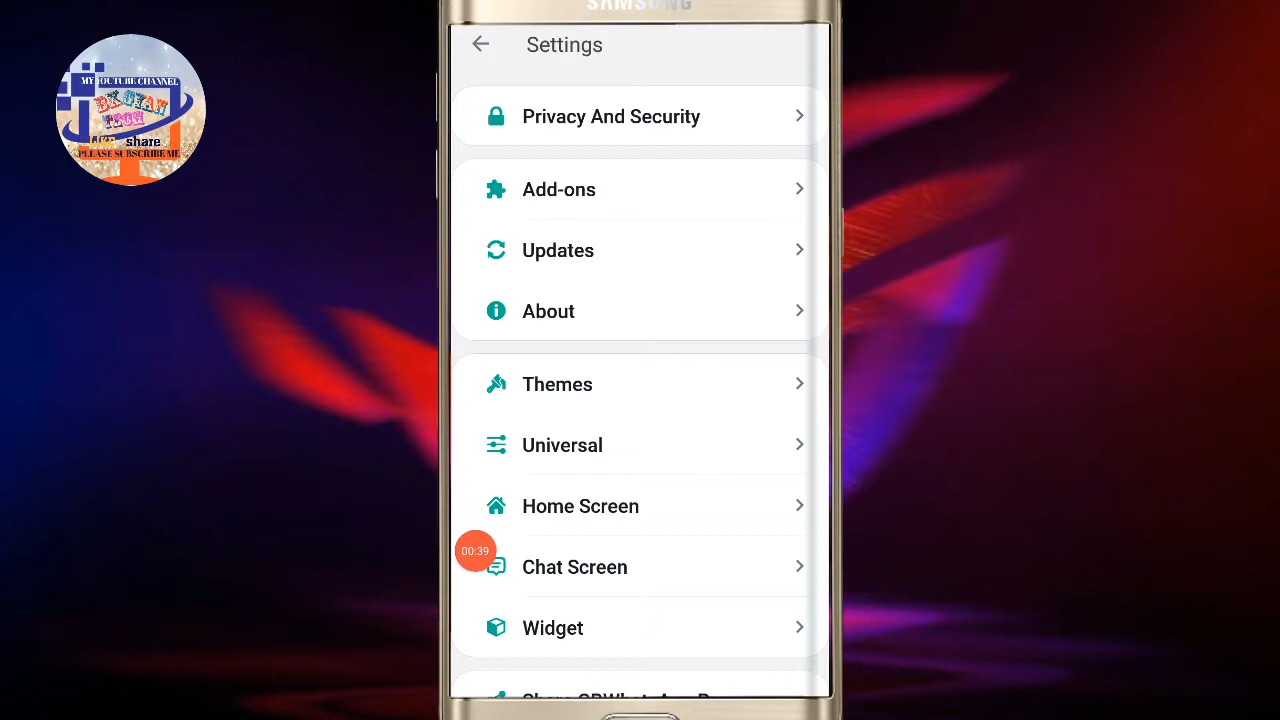 SAMSUNG
Settings
MY YOUTUBE CHANNEL
TECH
share
PLEASE SUBSCRIBE ME
Privacy And Security
Add-ons
Updates
About
Themes
Universal
Home Screen
00:39
Chat Screen
Widget